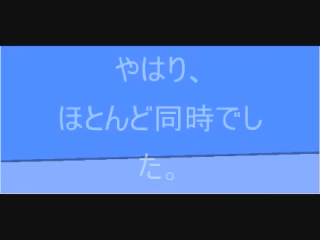 やはり、
ほとんど同時でし
た。